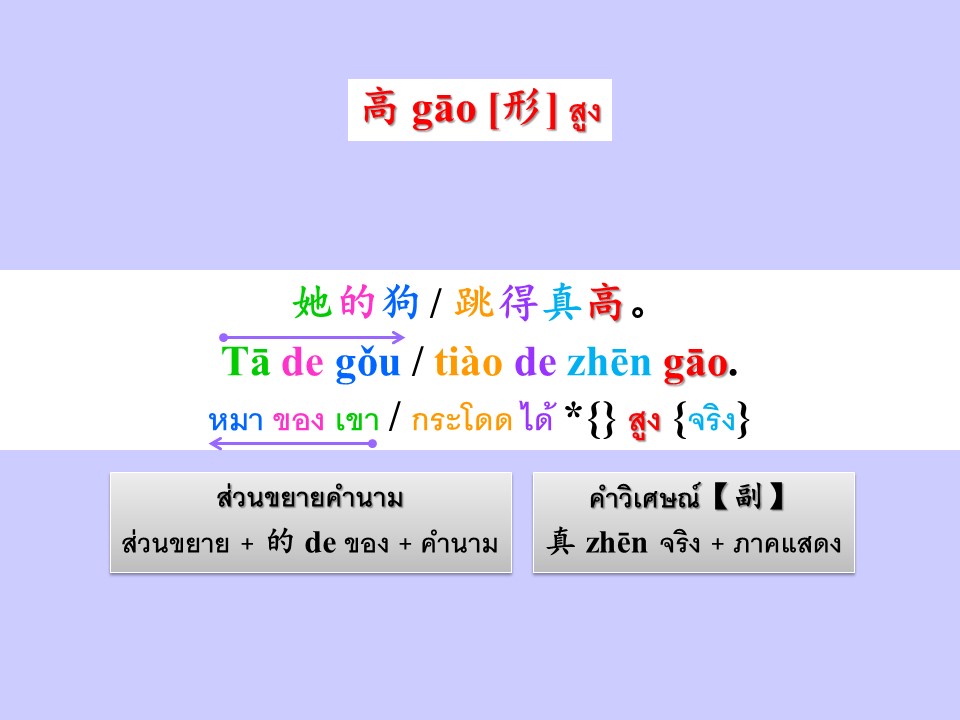 高 gāo [形] สูง
她的狗 / 跳得真高。
Tā de gǒu / tiào de zhēn gāo.
หมา ของ เขา / กระโดด ได้ *{} สูง {จริง}
ส่วนขยายคำนาม
ส่วนขยาย + 的 de ของ + คำนาม
คำวิเศษณ์【副】
真 zhēn จริง + ภาคแสดง